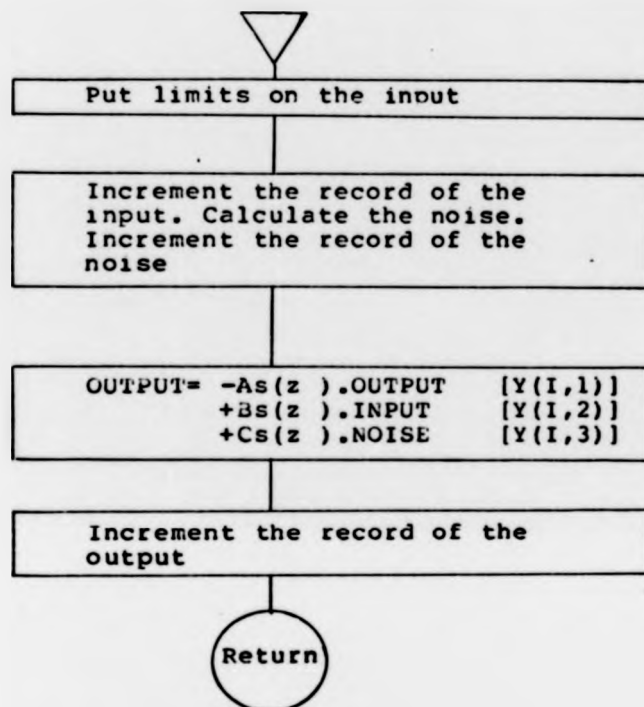 Put limits on the input
Increment the record of the
input. Calculate the noise.
Increment the record of the
noise
OUTPUT= -As(z ).OUTPUT [Y(I,1)]
+Bs(z ).INPUT [Y(I,2)]
+Cs(z ).NOISE [Y(I,3)]
Increment the record of the
output
Return